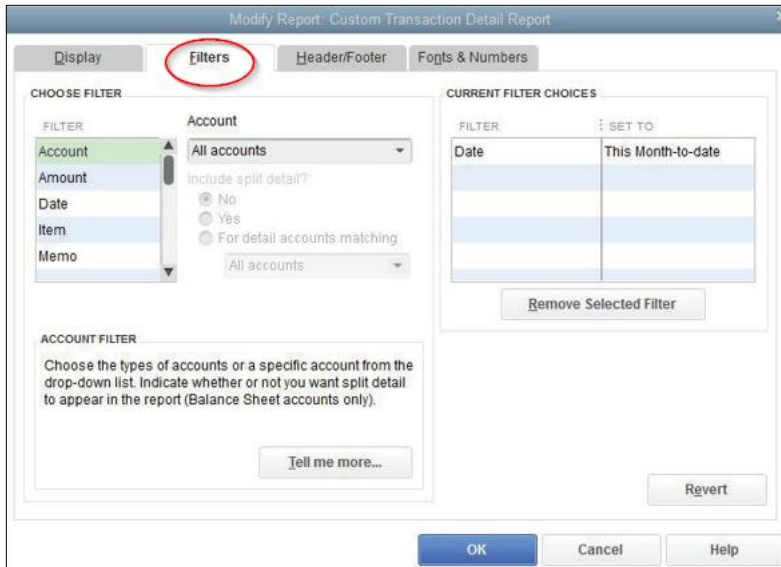 Modify Report: Custom Transaction Detail Report
Display
Filters
Header/Footer
Fonts & Numbers
CHOOSE FILTER
FILTER
Account
Amount
Date
Item
Memo
Account
All accounts
Include split detail?
No
Yes
For detail accounts matching
All accounts
ACCOUNT FILTER
Choose the types of accounts or a specific account from the
drop-down list. Indicate whether or not you want split detail
to appear in the report (Balance Sheet accounts only).
Tell me more...
CURRENT FILTER CHOICES
FILTER
SET TO
Date
This Month-to-date
Remove Selected Filter
Revert
OK
Cancel
Help